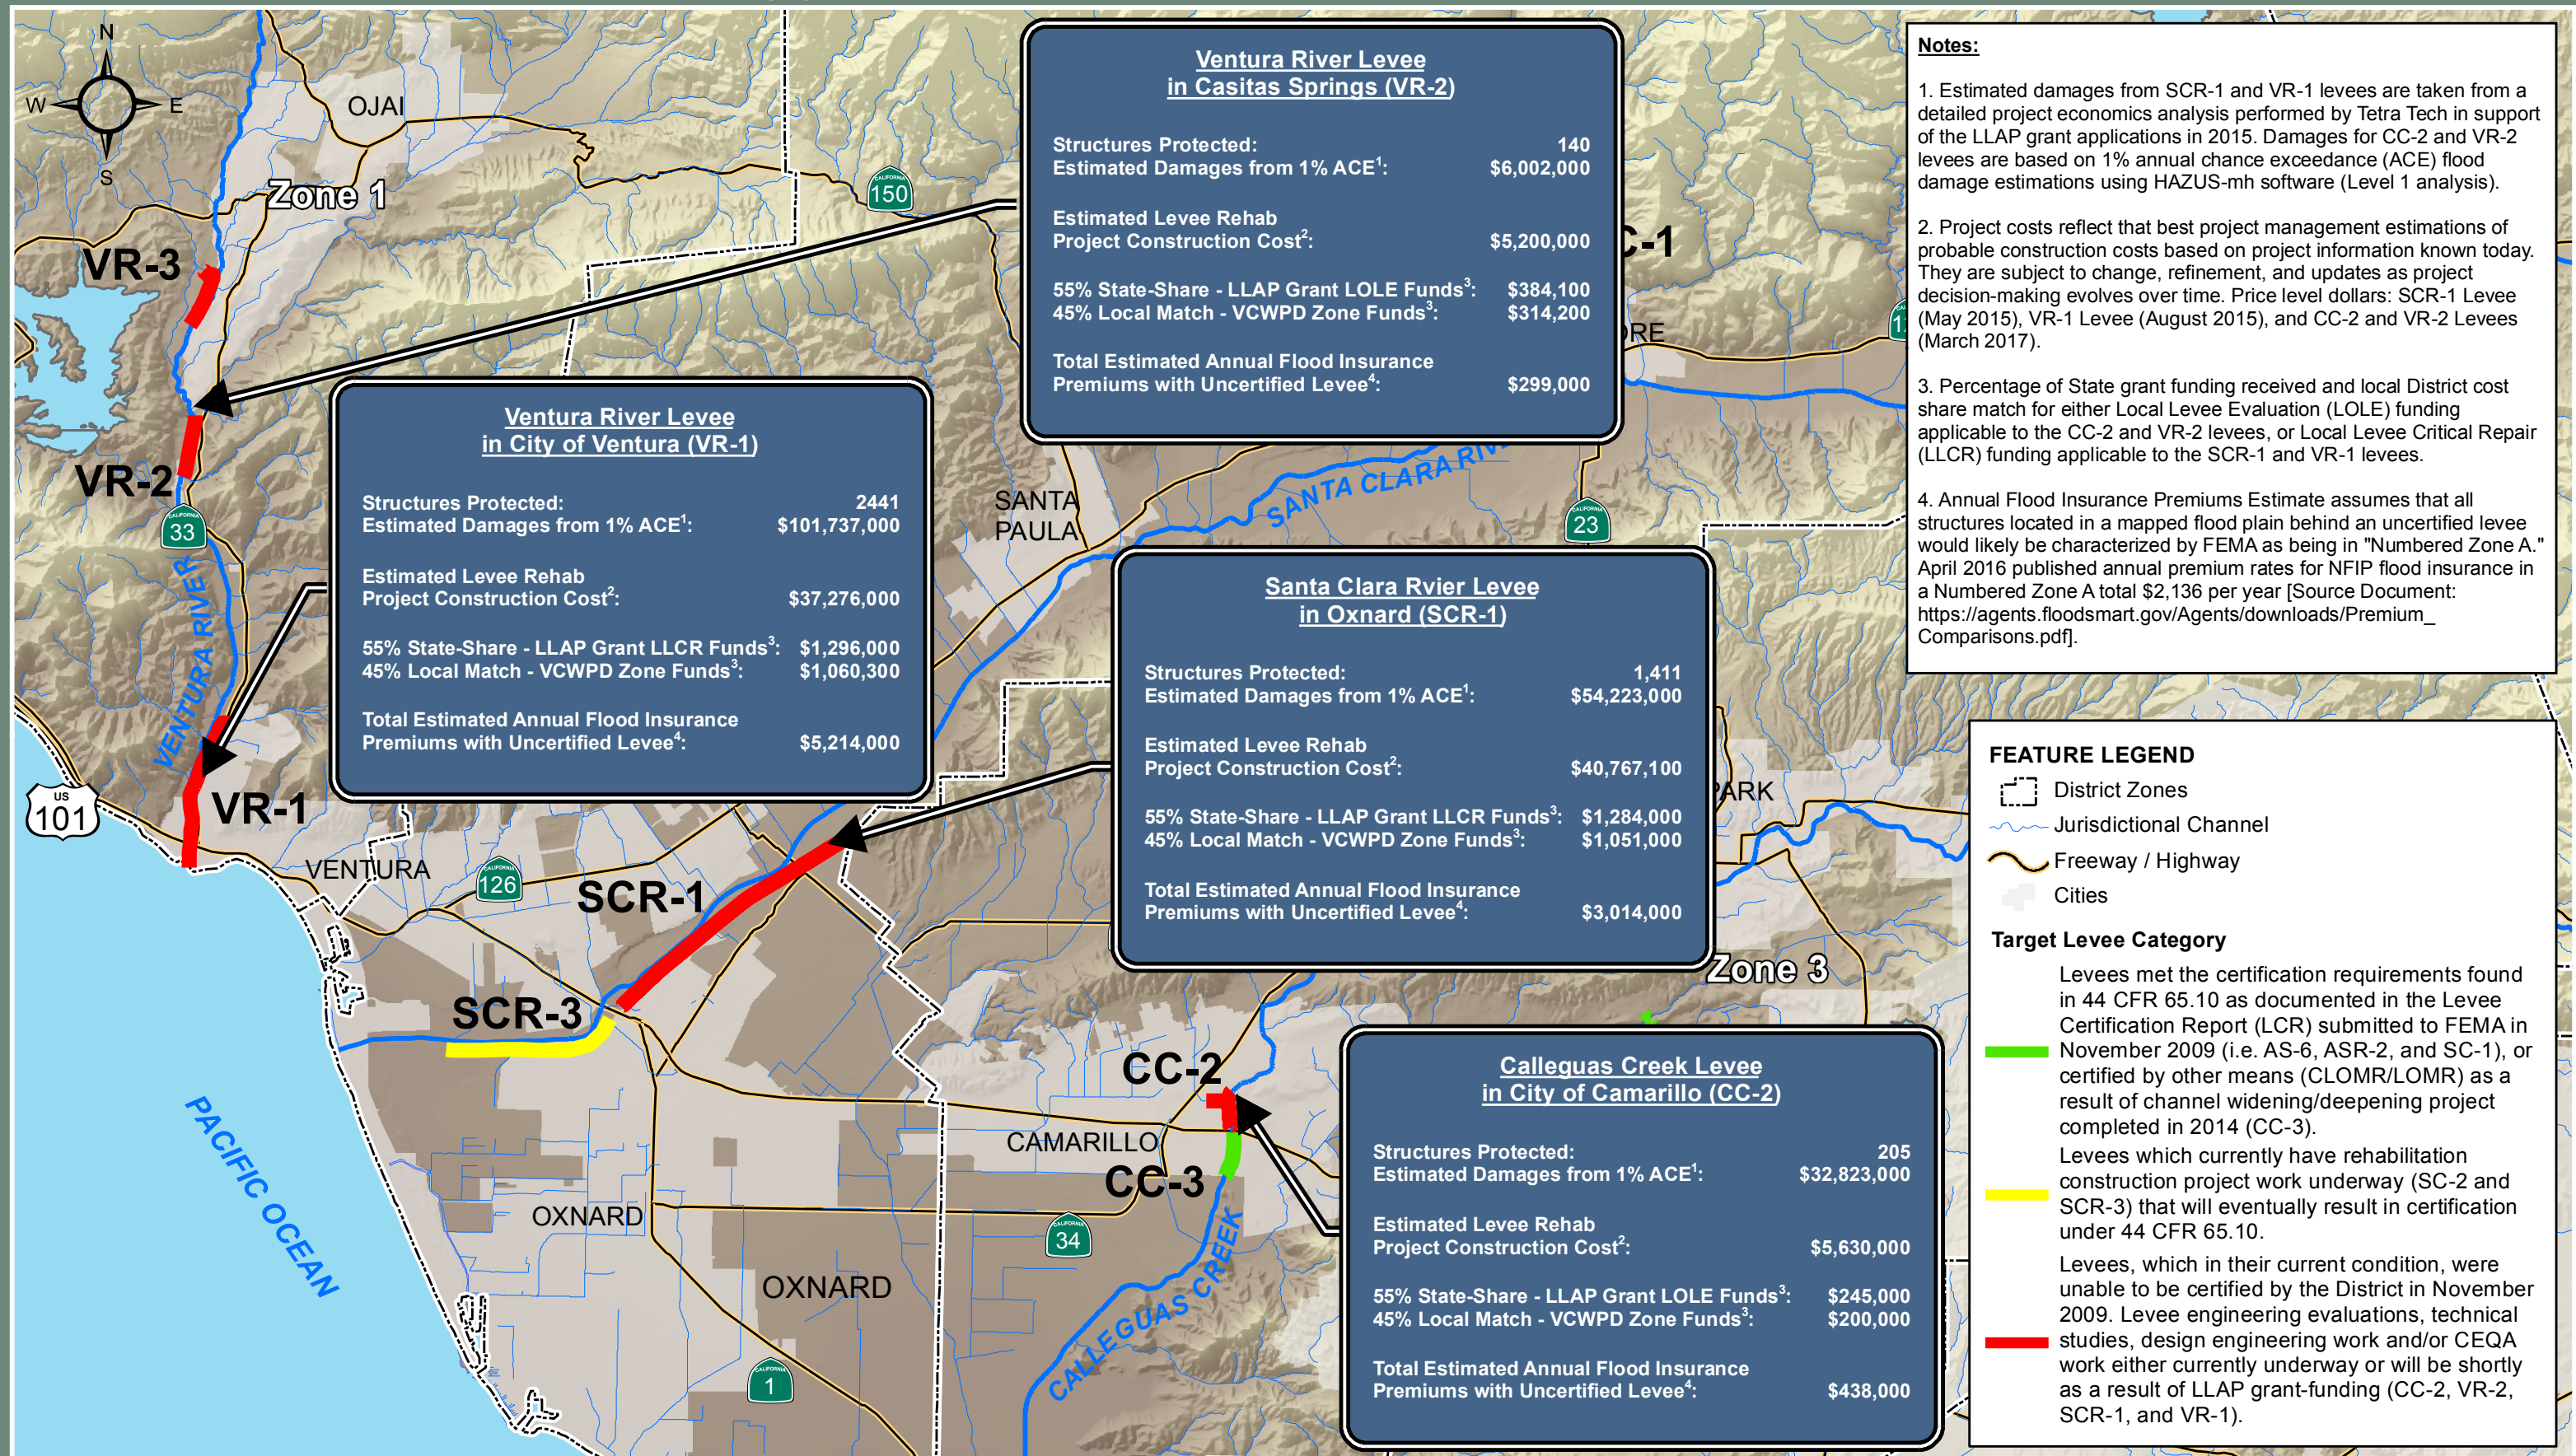 N
W
E
S
OJAI
Zone 1
150
VR-3
VR-2
33
VENTURA RIVER
US
101
VR-1
VENTURA
126
SCR-1
SCR-3
PACIFIC OCEAN
OXNARD
OXNARD
1
34
CAMARILLO
CC-2
CC-3
CALLEGUAS CREEK
SANTA
PAULA
SANTA CLARA RIV
23
C-1
ORE
PARK
Zone 3
Ventura River Levee
in Casitas Springs (VR-2)
Structures Protected: 140
Estimated Damages from 1% ACE1: $6,002,000
Estimated Levee Rehab
Project Construction Cost2: $5,200,000
55% State-Share - LLAP Grant LOLE Funds3: $384,100
45% Local Match - VCWPD Zone Funds3: $314,200
Total Estimated Annual Flood Insurance
Premiums with Uncertified Levee4: $299,000
Ventura River Levee
in City of Ventura (VR-1)
Structures Protected: 2441
Estimated Damages from 1% ACE1: $101,737,000
Estimated Levee Rehab
Project Construction Cost2: $37,276,000
55% State-Share - LLAP Grant LLCR Funds3: $1,296,000
45% Local Match - VCWPD Zone Funds3: $1,060,300
Total Estimated Annual Flood Insurance
Premiums with Uncertified Levee4: $5,214,000
Santa Clara Rvier Levee
in Oxnard (SCR-1)
Structures Protected: 1,411
Estimated Damages from 1% ACE1: $54,223,000
Estimated Levee Rehab
Project Construction Cost2: $40,767,100
55% State-Share - LLAP Grant LLCR Funds3: $1,284,000
45% Local Match - VCWPD Zone Funds3: $1,051,000
Total Estimated Annual Flood Insurance
Premiums with Uncertified Levee4: $3,014,000
Calleguas Creek Levee
in City of Camarillo (CC-2)
Structures Protected: 205
Estimated Damages from 1% ACE1: $32,823,000
Estimated Levee Rehab
Project Construction Cost2: $5,630,000
55% State-Share - LLAP Grant LOLE Funds3: $245,000
45% Local Match - VCWPD Zone Funds3: $200,000
Total Estimated Annual Flood Insurance
Premiums with Uncertified Levee4: $438,000
Notes:
1. Estimated damages from SCR-1 and VR-1 levees are taken from a
detailed project economics analysis performed by Tetra Tech in support
of the LLAP grant applications in 2015. Damages for CC-2 and VR-2
levees are based on 1% annual chance exceedance (ACE) flood
damage estimations using HAZUS-mh software (Level 1 analysis).
2. Project costs reflect that best project management estimations of
probable construction costs based on project information known today.
They are subject to change, refinement, and updates as project
decision-making evolves over time. Price level dollars: SCR-1 Levee
(May 2015), VR-1 Levee (August 2015), and CC-2 and VR-2 Levees
(March 2017).
3. Percentage of State grant funding received and local District cost
share match for either Local Levee Evaluation (LOLE) funding
applicable to the CC-2 and VR-2 levees, or Local Levee Critical Repair
(LLCR) funding applicable to the SCR-1 and VR-1 levees.
4. Annual Flood Insurance Premiums Estimate assumes that all
structures located in a mapped flood plain behind an uncertified levee
would likely be characterized by FEMA as being in "Numbered Zone A."
April 2016 published annual premium rates for NFIP flood insurance in
a Numbered Zone A total $2,136 per year [Source Document:
https://agents.floodsmart.gov/Agents/downloads/Premium_
Comparisons.pdf].
FEATURE LEGEND
District Zones
Jurisdictional Channel
Freeway / Highway
Cities
Target Levee Category
Levees met the certification requirements found
in 44 CFR 65.10 as documented in the Levee
Certification Report (LCR) submitted to FEMA in
November 2009 (i.e. AS-6, ASR-2, and SC-1), or
certified by other means (CLOMR/LOMR) as a
result of channel widening/deepening project
completed in 2014 (CC-3).
Levees which currently have rehabilitation
construction project work underway (SC-2 and
SCR-3) that will eventually result in certification
under 44 CFR 65.10.
Levees, which in their current condition, were
unable to be certified by the District in November
2009. Levee engineering evaluations, technical
studies, design engineering work and/or CEQA
work either currently underway or will be shortly
as a result of LLAP grant-funding (CC-2, VR-2,
SCR-1, and VR-1).